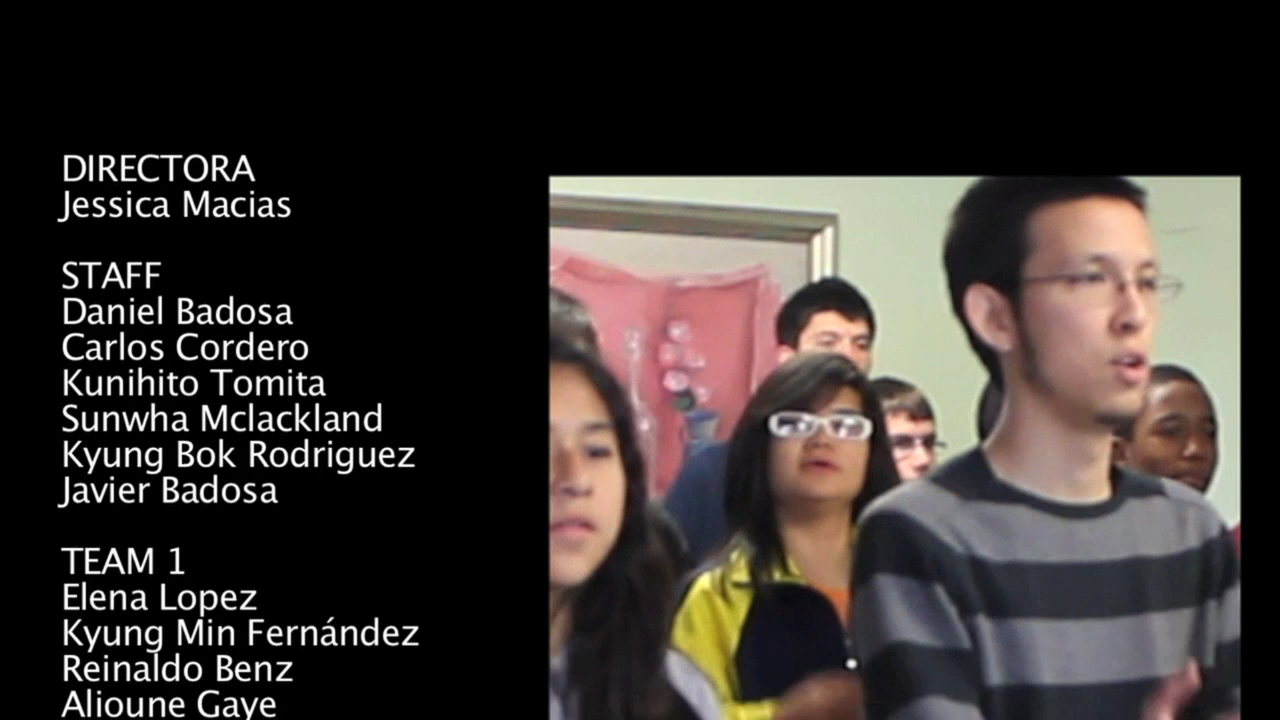 DIRECTORA
Jessica Macias
STAFF
Daniel Badosa
Carlos Cordero
Kunihito Tomita
Sunwha Mclackland
Kyung Bok Rodriguez
Javier Badosa
TEAM 1
Elena Lopez
Kyung Min Fernández
Reinaldo Benz
Alioune Gaye